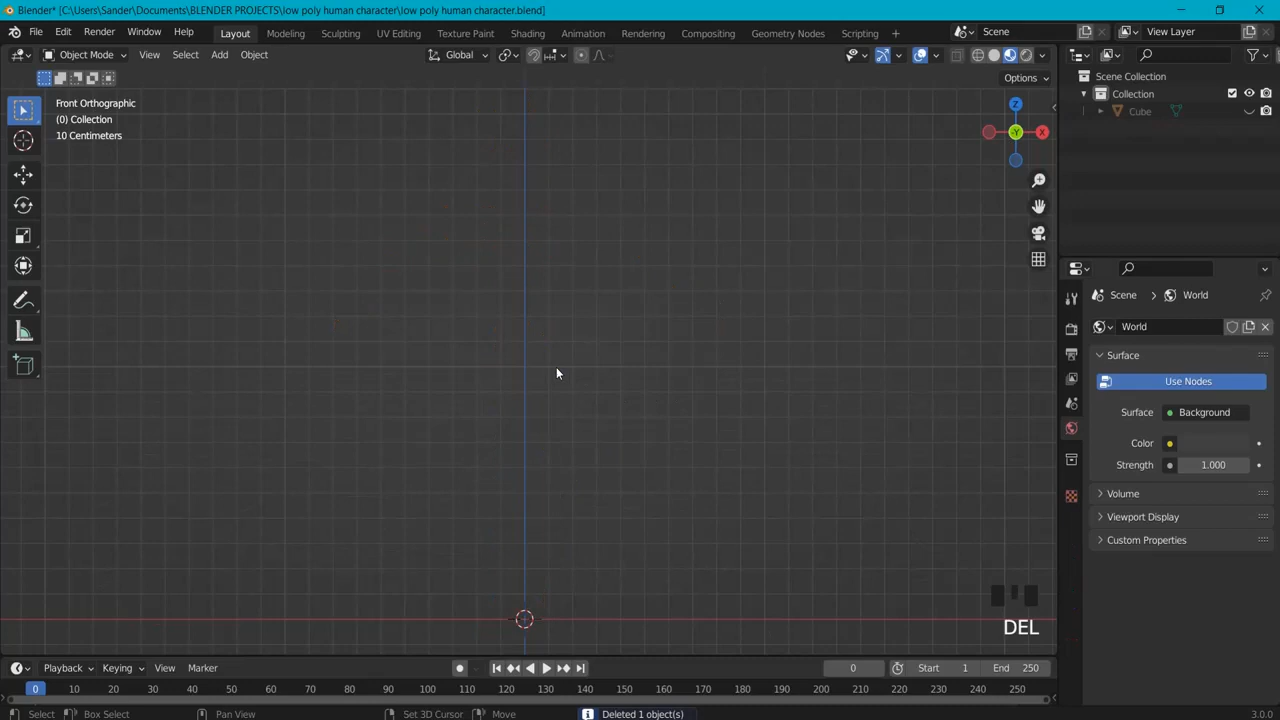 Blender* [C:\Users\Sander\Documents\BLENDER PROJECTS\low poly human character\low poly human character.blend]
File Edit Render Window Help Layout Modeling Sculpting UV Editing Texture Paint Shading Animation Rendering Compositing Geometry Nodes Scripting + Scene View Layer
Object Mode View Select Add Object Global
Options
Front Orthographic
(0) Collection
10 Centimeters
Z
-Y
X
Scene Collection
Collection
Cube
Scene > World
World
Surface
Use Nodes
Surface Background
Color
Strength 1.000
Volume
Viewport Display
Custom Properties
DEL
Playback Keying View Marker 0 Start 1 End 250
0 10 20 30 40 50 60 70 80 90 100 110 120 130 140 150 160 170 180 190 200 210 220 230 240 250
Select Box Select Pan View Set 3D Cursor Move Deleted 1 object(s) 3.0.0